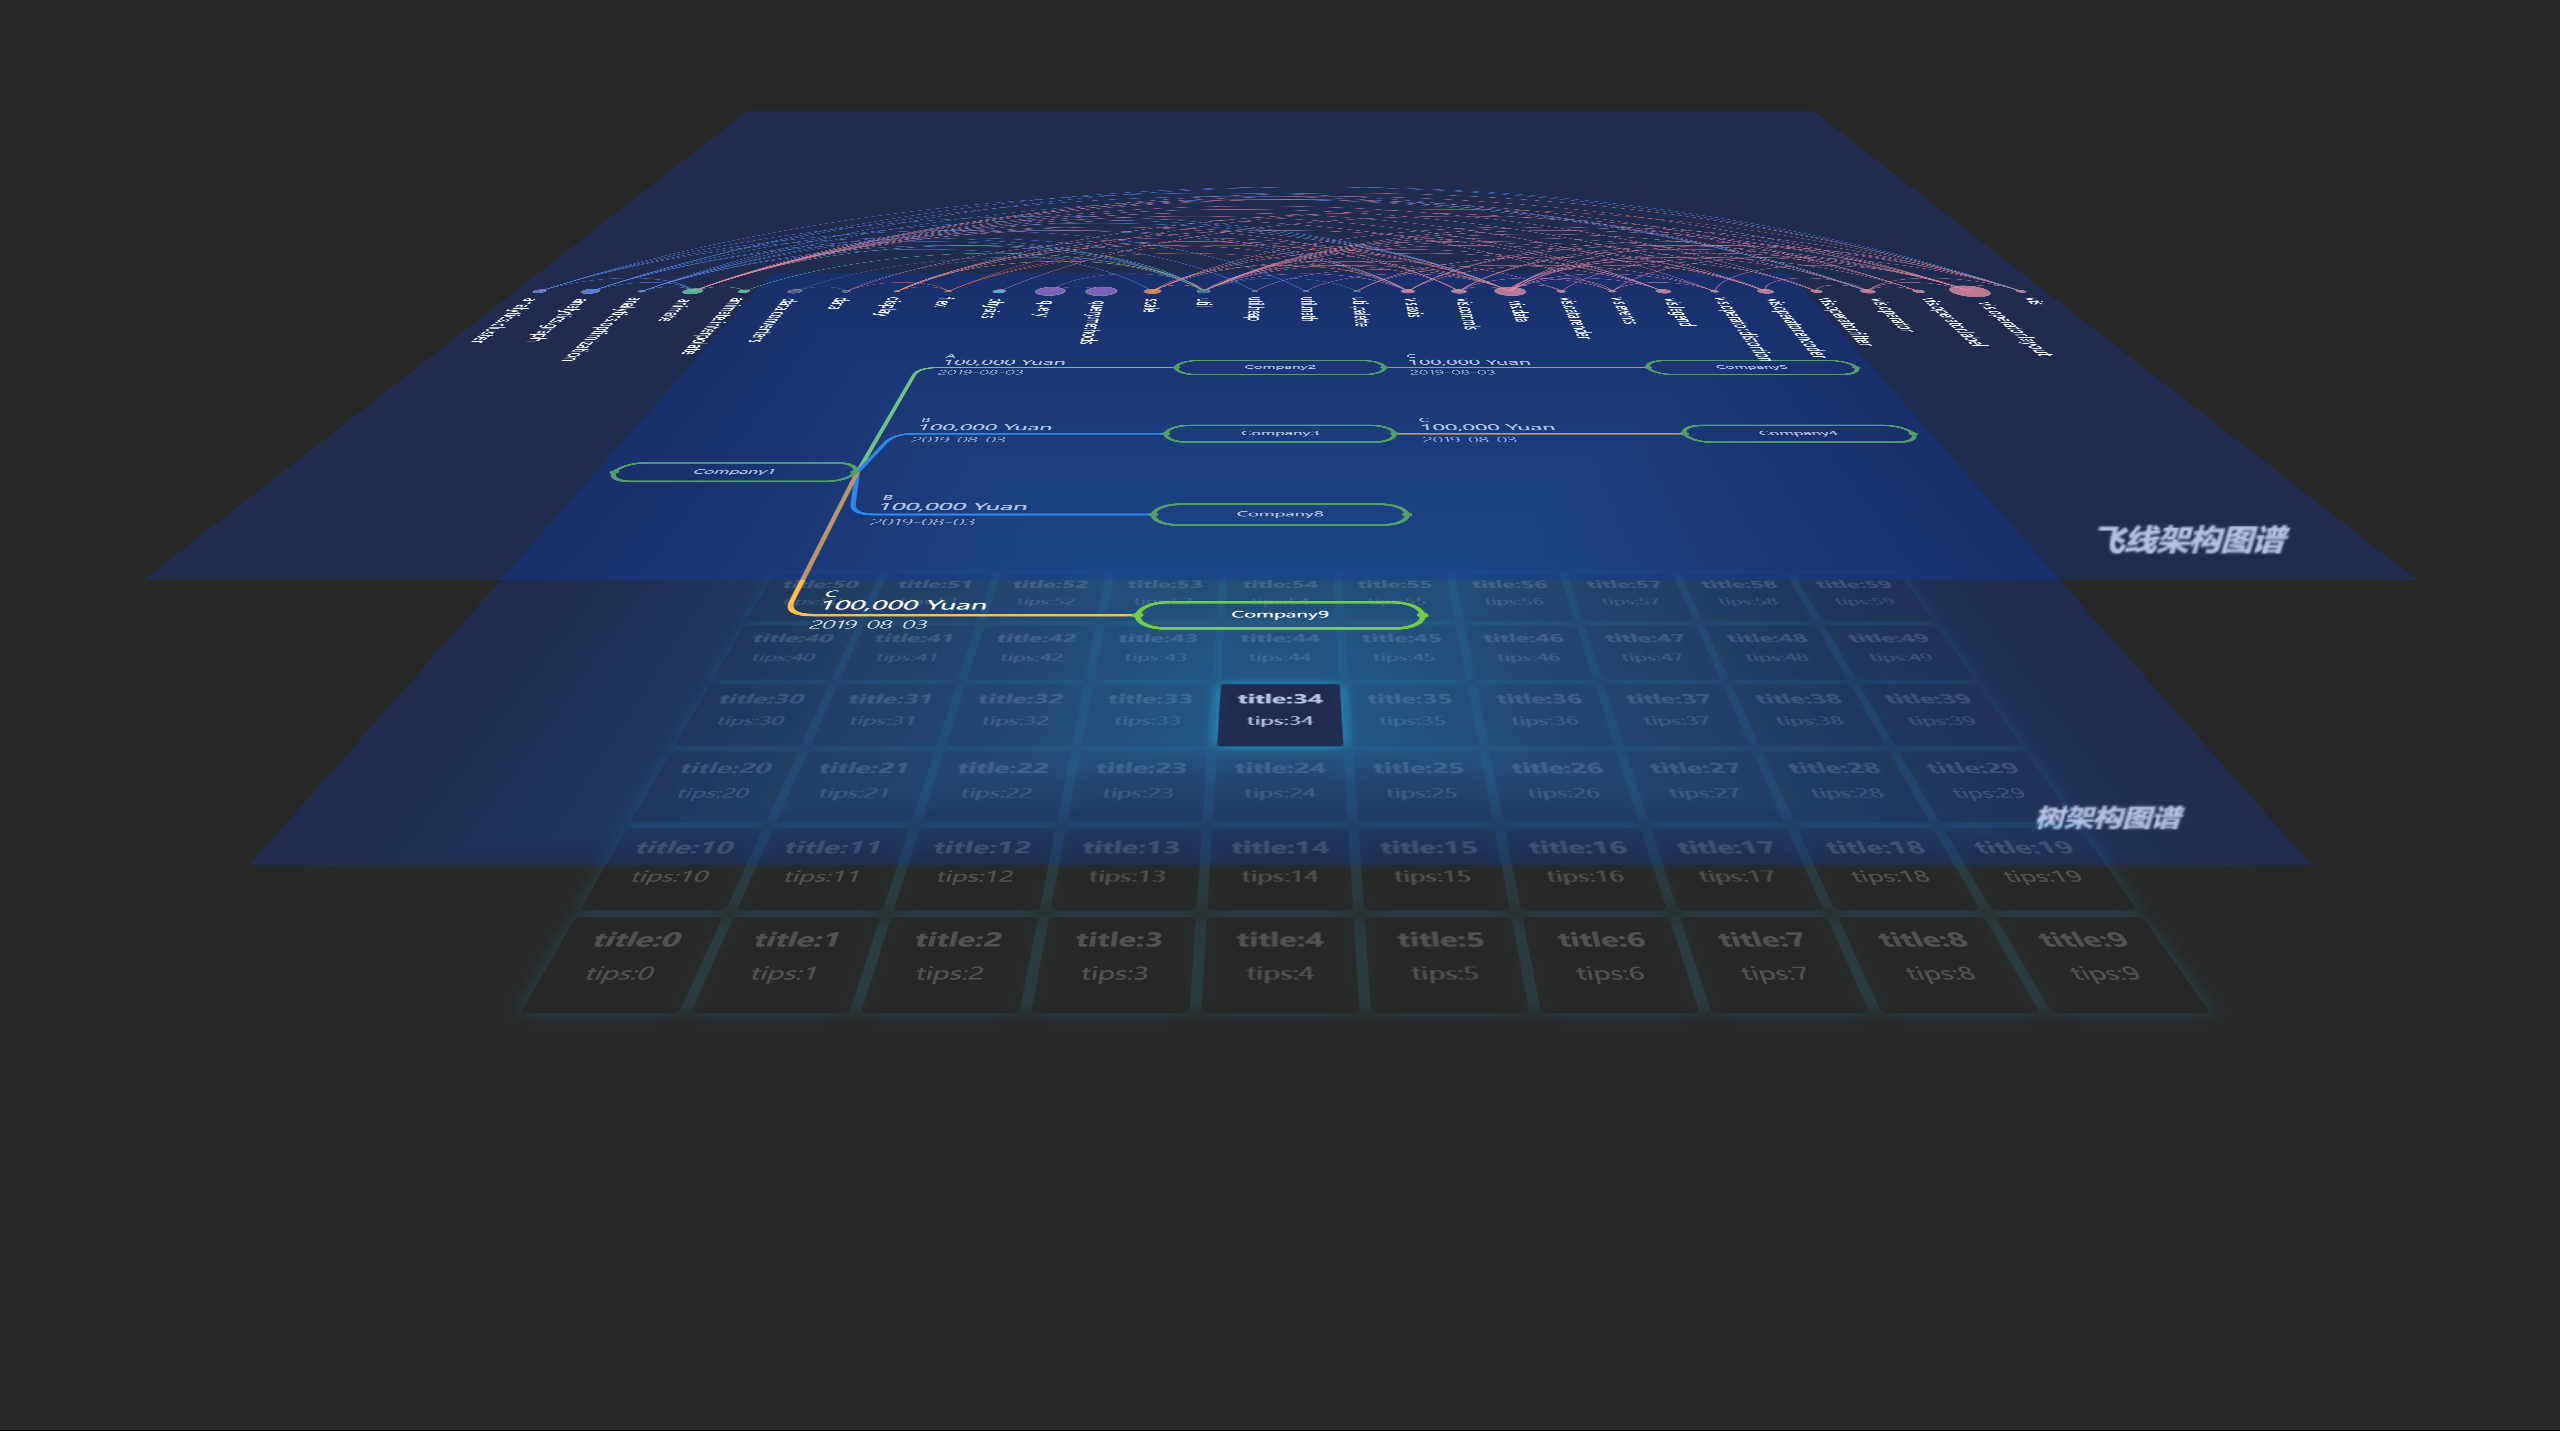 scale
display
vis.legend
飞线架构图谱
A
100,000 Yuan
2019-08-03
Company2
C
100,000 Yuan
2019-08-03
Company5
B
100,000 Yuan
2019-08-03
Company3
C
100,000 Yuan
2019-08-03
Company4
Company1
B
100,000 Yuan
2019-08-03
Company8
C
100,000 Yuan
2019-08-03
Company9
树架构图谱
title:50 title:51 title:52 title:53 title:54 title:55 title:56 title:57 title:58 title:59
tips:52 tips:56 tips:57 tips:58 tips:59
title:40 title:41 title:42 title:43 title:44 title:45 title:46 title:47 title:48 title:49
tips:40 tips:41 tips:42 tips:43 tips:44 tips:45 tips:46 tips:47 tips:48 tips:49
title:30 title:31 title:32 title:33 title:34 title:35 title:36 title:37 title:38 title:39
tips:30 tips:31 tips:32 tips:33 tips:34 tips:35 tips:36 tips:37 tips:38 tips:39
title:20 title:21 title:22 title:23 title:24 title:25 title:26 title:27 title:28 title:29
tips:20 tips:21 tips:22 tips:23 tips:24 tips:25 tips:26 tips:27 tips:28 tips:29
title:10 title:11 title:12 title:13 title:14 title:15 title:16 title:17 title:18 title:19
tips:10 tips:11 tips:12 tips:13 tips:14 tips:15 tips:16 tips:17 tips:18 tips:19
title:0 title:1 title:2 title:3 title:4 title:5 title:6 title:7 title:8 title:9
tips:0 tips:1 tips:2 tips:3 tips:4 tips:5 tips:6 tips:7 tips:8 tips:9